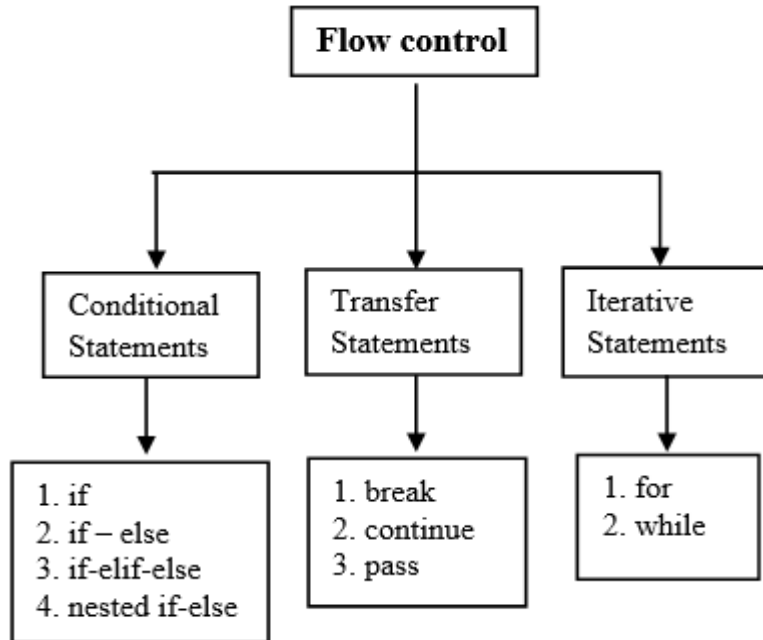 Flow control
Conditional
Statements
Transfer
Statements
Iterative
Statements
1. if
2. if – else
3. if-elif-else
4. nested if-else
1. break
2. continue
3. pass
1. for
2. while